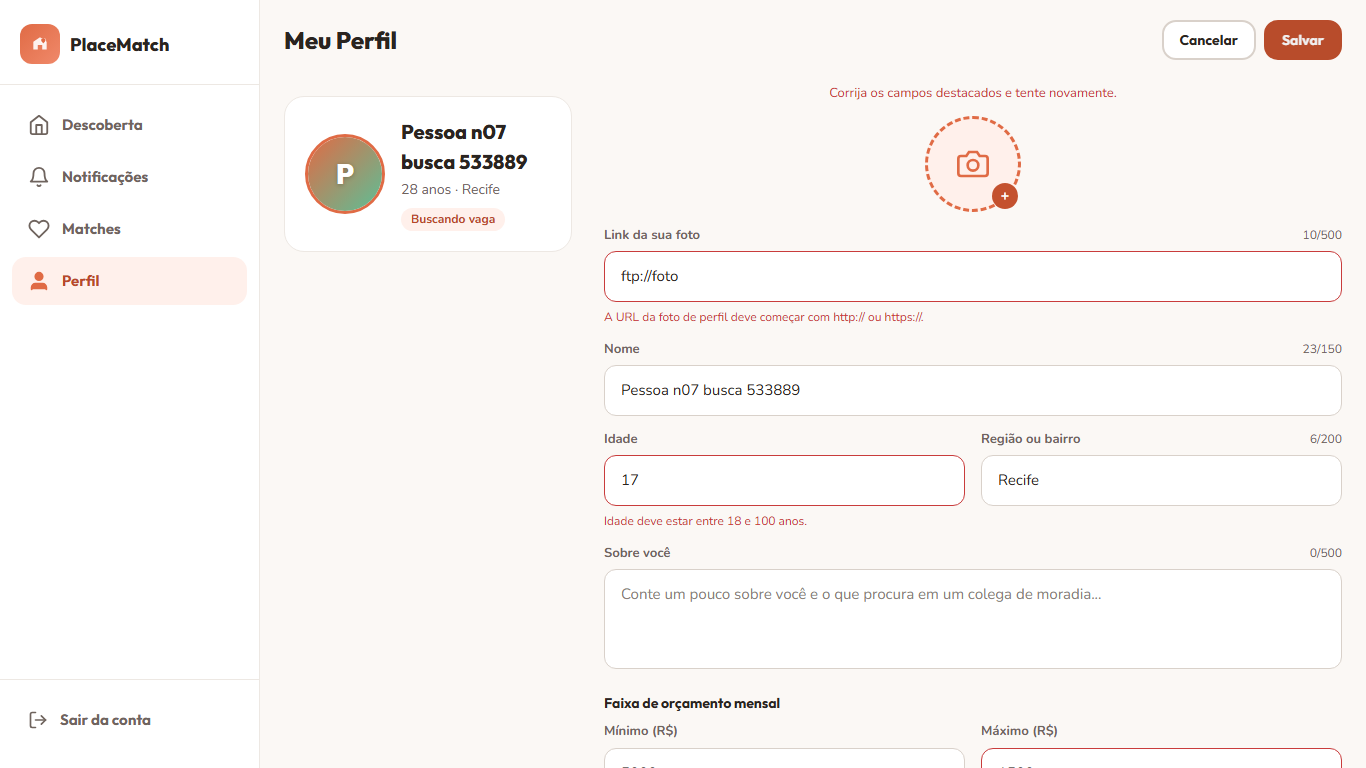 PlaceMatch
Descoberta
Notificações
Matches
Perfil
Sair da conta
Meu Perfil
Cancelar
Salvar
P
Pessoa n07
busca 533889
28 anos · Recife
Buscando vaga
Corrija os campos destacados e tente novamente.
+
Link da sua foto
10/500
ftp://foto
A URL da foto de perfil deve começar com http:// ou https://.
Nome
23/150
Pessoa n07 busca 533889
Idade
17
Idade deve estar entre 18 e 100 anos.
Região ou bairro
6/200
Recife
Sobre você
0/500
Conte um pouco sobre você e o que procura em um colega de moradia...
Faixa de orçamento mensal
Mínimo (R$)
Máximo (R$)